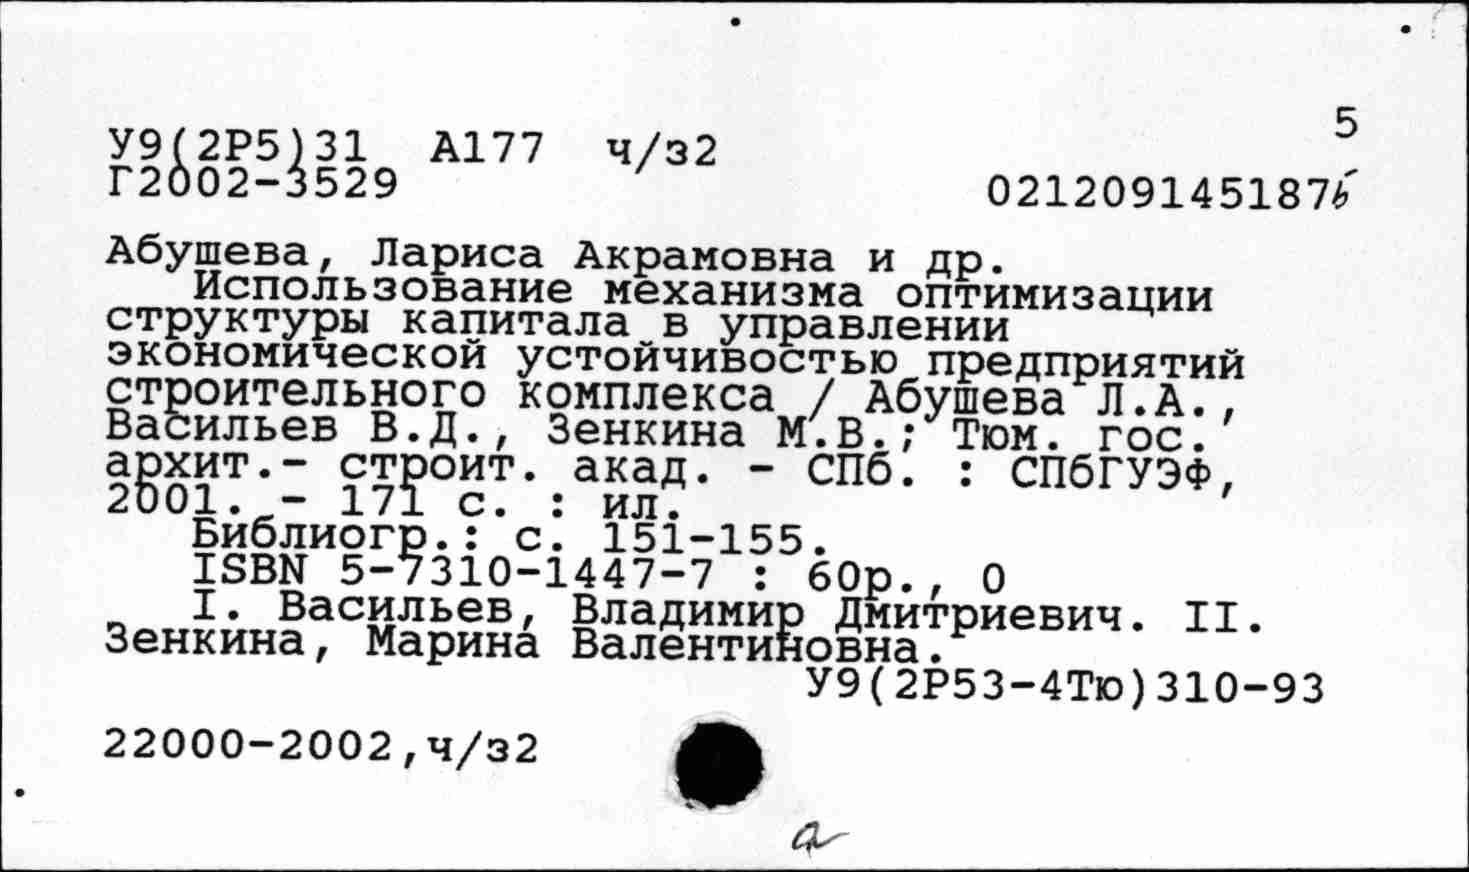 5
У9(2Р5)31 А177 ч/з2
Г2002-3529
0212091451876
Абушева, Лариса Акрамовна и др.
Использование механизма оптимизации
структуры капитала в управлении
экономической устойчивостью предприятий
строительного комплекса / Абушева Л.А.,
Васильев В.Д., Зенкина М.В.; Тюм. гос.
архит.- строит. акад. - СПб. : СПбГУЭФ,
2001. - 171 с. : ил.
Библиогр.: с. 151-155.
ISBN 5-7310-1447-7 : 60р., 0
I. Васильев, Владимир Дмитриевич. II.
Зенкина, Марина Валентиновна.
У9(2Р53-4Тю)310-93
22000-2002,ч/з2